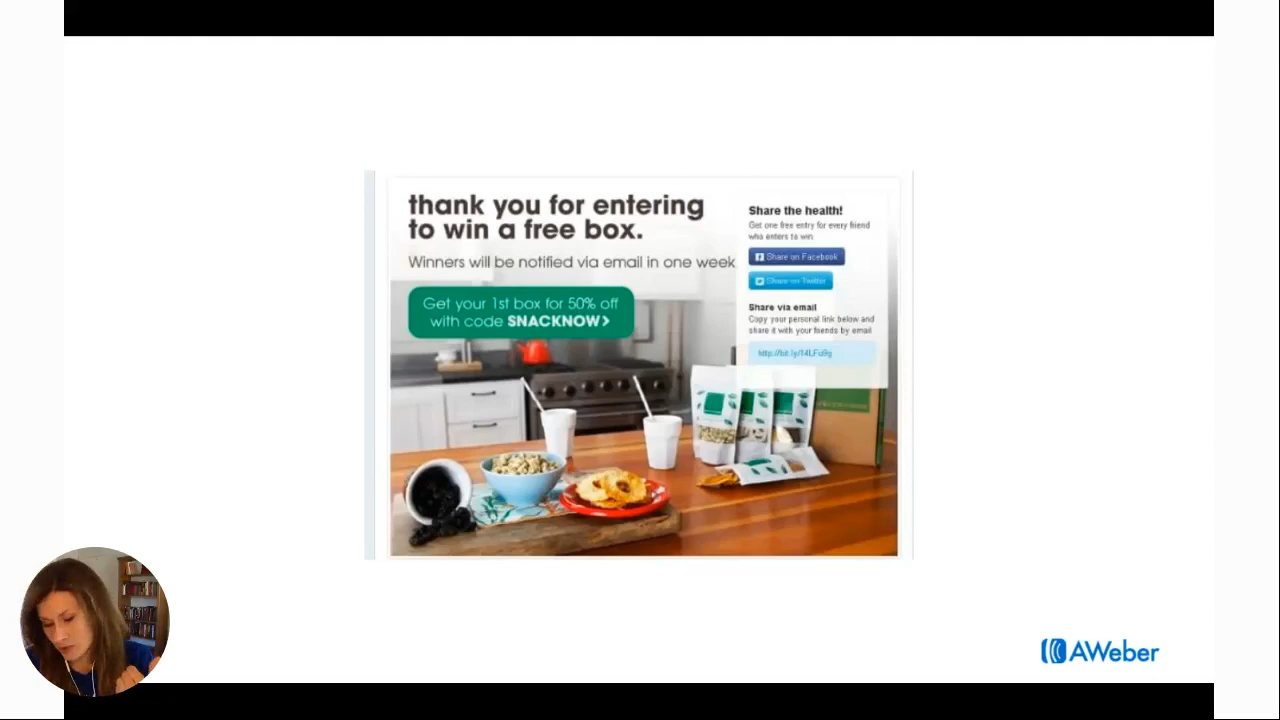 thank you for entering
to win a free box.
Winners will be notified via email in one week
Get your 1st box for 50% off
with code SNACKNOW>
Share the health!
Get one free entry for every friend
who enters to win
Share on Facebook
Share on Twitter
Share via email
Copy your personal link below and
share it with your friends by email
AWeber